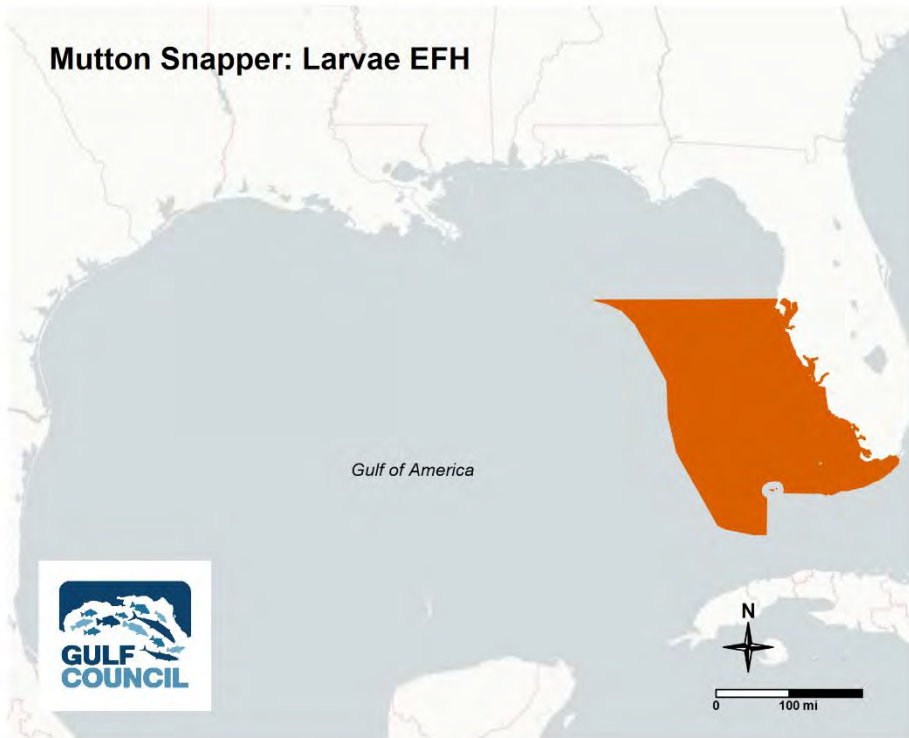 Mutton Snapper: Larvae EFH
Gulf of America
GULF
COUNCIL
N
0 100 mi